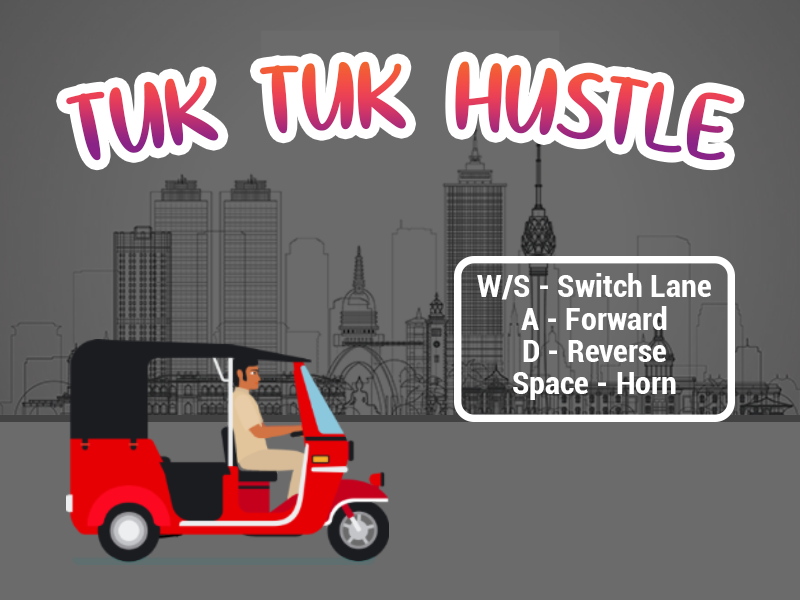 TUK TUK HUSTLE
W/S - Switch Lane
A - Forward
D - Reverse
Space - Horn